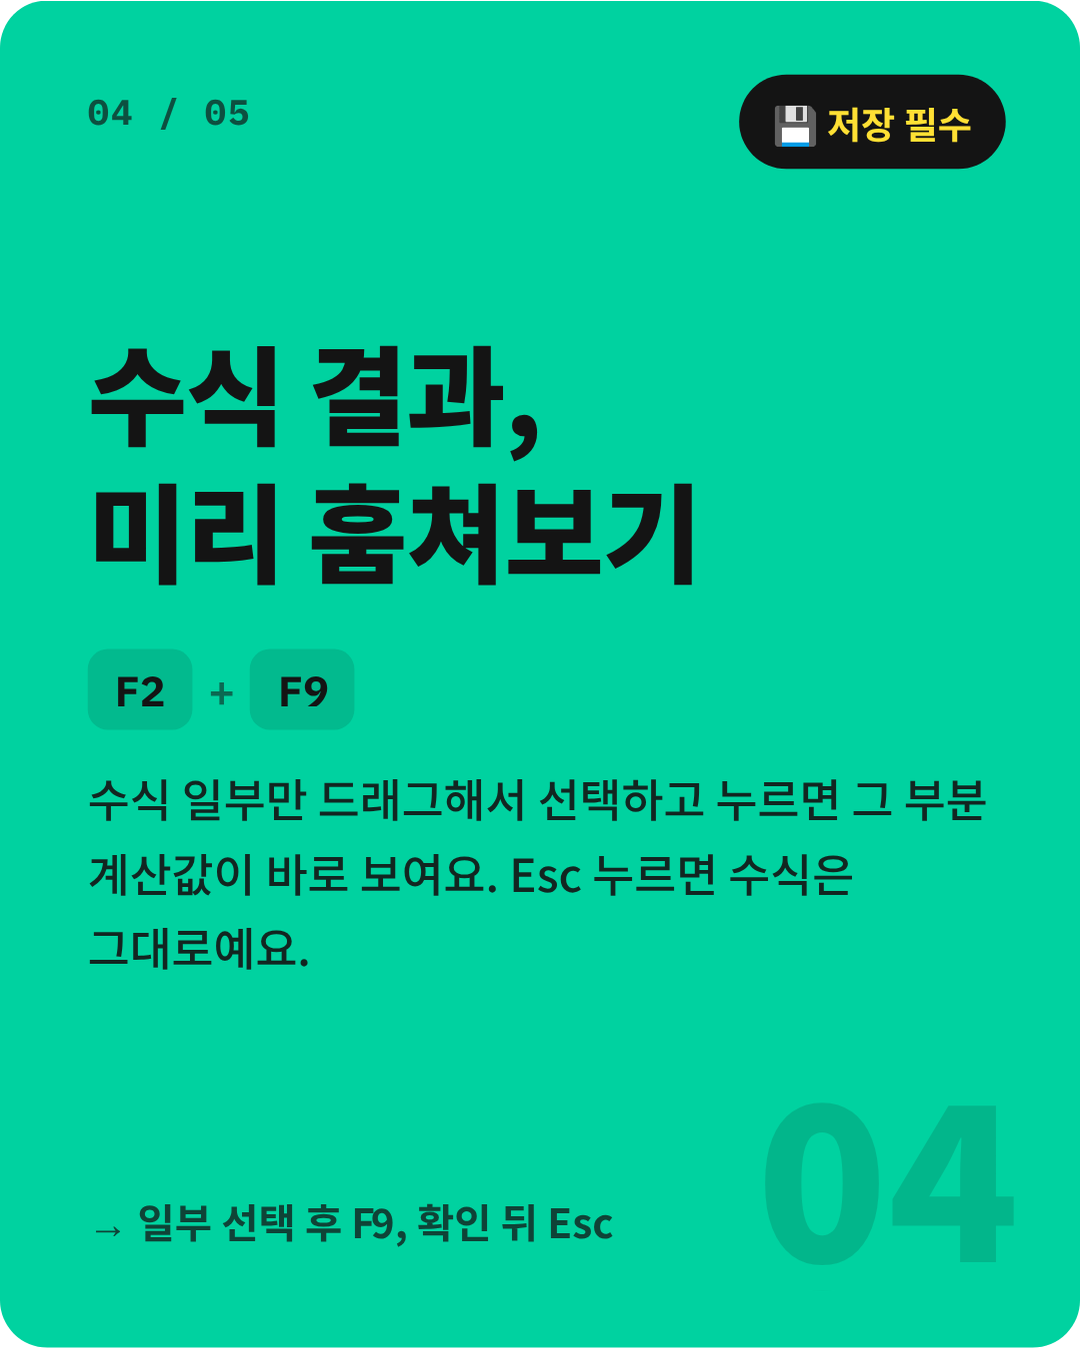 04 / 05
💾 저장 필수
수식 결과,
미리 훔쳐보기
F2 + F9
수식 일부만 드래그해서 선택하고 누르면 그 부분
계산값이 바로 보여요. Esc 누르면 수식은
그대로예요.
→ 일부 선택 후 F9, 확인 뒤 Esc
04